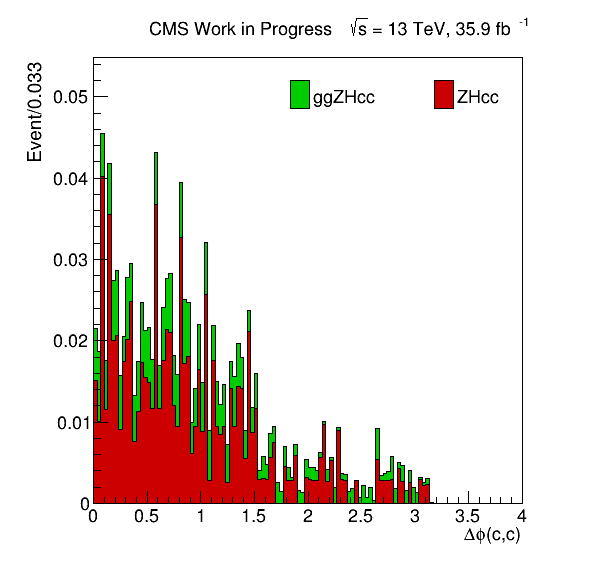 CMS Work in Progress √s = 13 TeV, 35.9 fb⁻¹
Event/0.033
ggZHcc ZHcc
0.05
0.04
0.03
0.02
0.01
0
0 0.5 1 1.5 2 2.5 3 3.5 4
Δϕ(c,c)